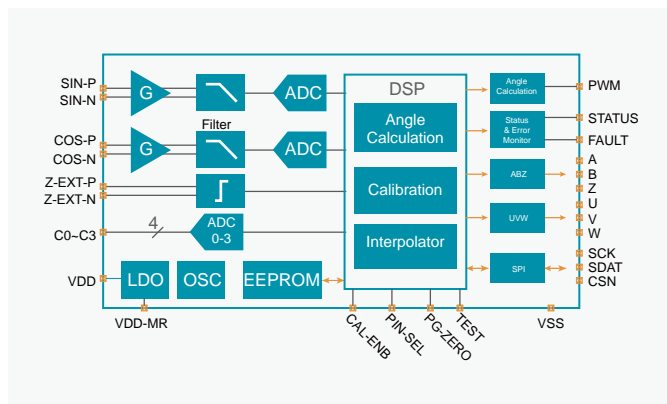 SIN-P
SIN-N
G
ADC
DSP
Angle
Calculation
PWM
Filter
COS-P
COS-N
G
ADC
Angle
Calculation
Status
& Error
Monitor
STATUS
FAULT
Z-EXT-P
Z-EXT-N
Calibration
ABZ
A
B
Z
C0~C3
4
ADC
0-3
Interpolator
UVW
U
V
W
VDD
LDO
OSC
EEPROM
SPI
SCK
SDAT
CSN
VDD-MR
CAL-ENB
PIN-SEL
PG-ZERO
TEST
VSS